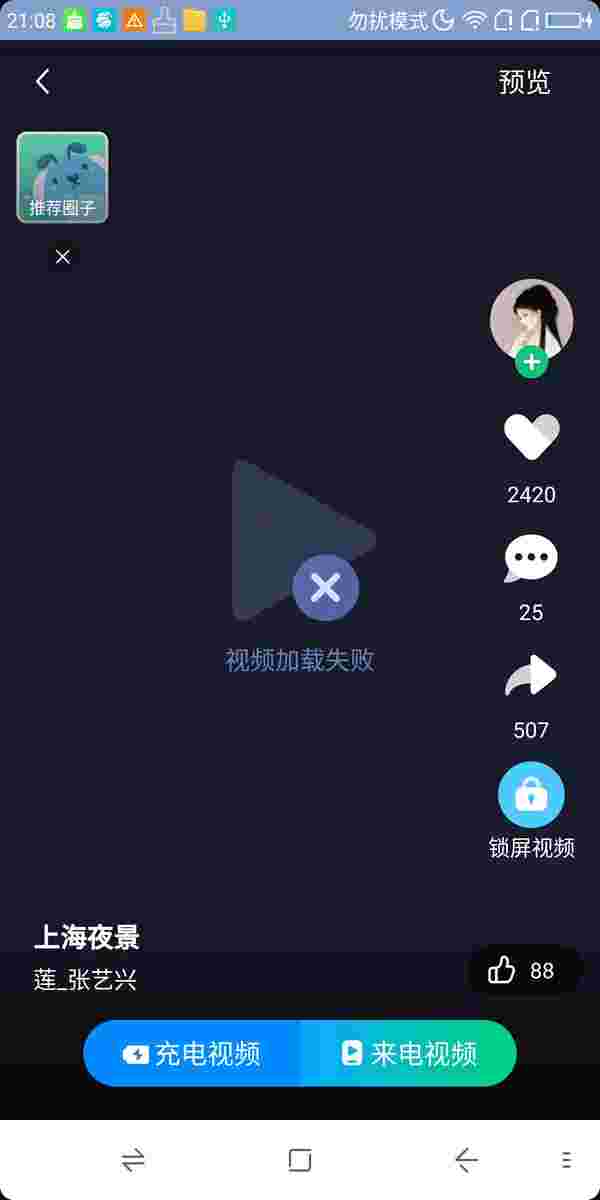 21:08 勿扰模式
预览
推荐圈子
2420
25
视频加载失败
507
锁屏视频
上海夜景
莲_张艺兴
88
充电视频 来电视频